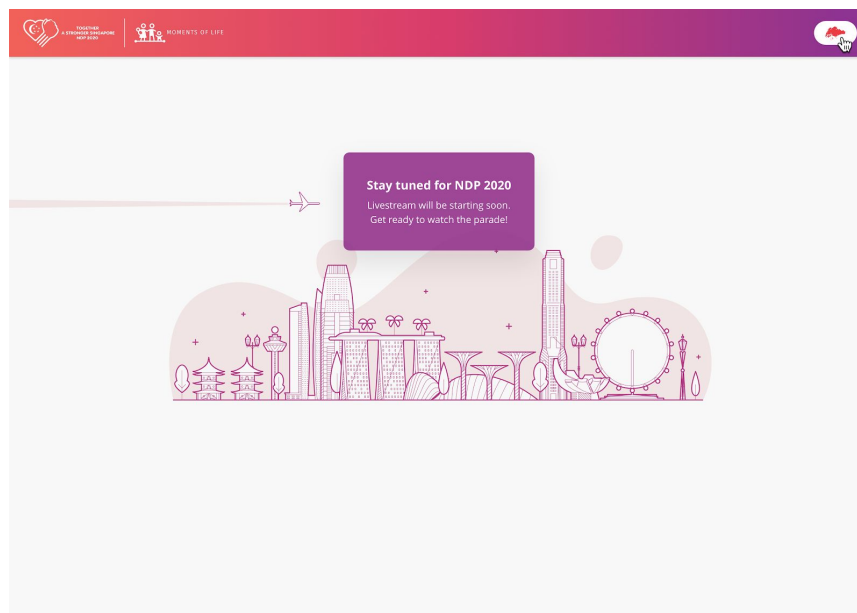 TOGETHER
A STRONGER SINGAPORE
NDP 2020
MOMENTS OF LIFE
Stay tuned for NDP 2020
Livestream will be starting soon.
Get ready to watch the parade!